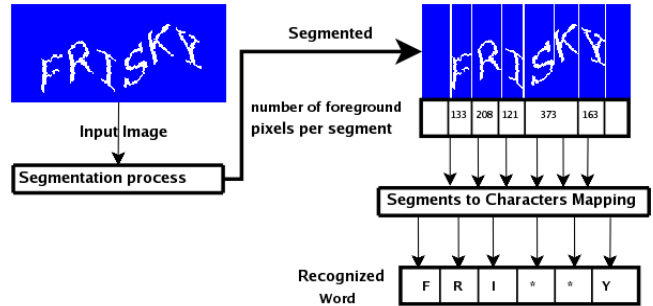 FRISKY
Segmented
FRISKY
number of foreground
pixels per segment
133 208 121 373 163
Input Image
Segmentation process
Segments to Characters Mapping
Recognized
Word
F R I * * Y